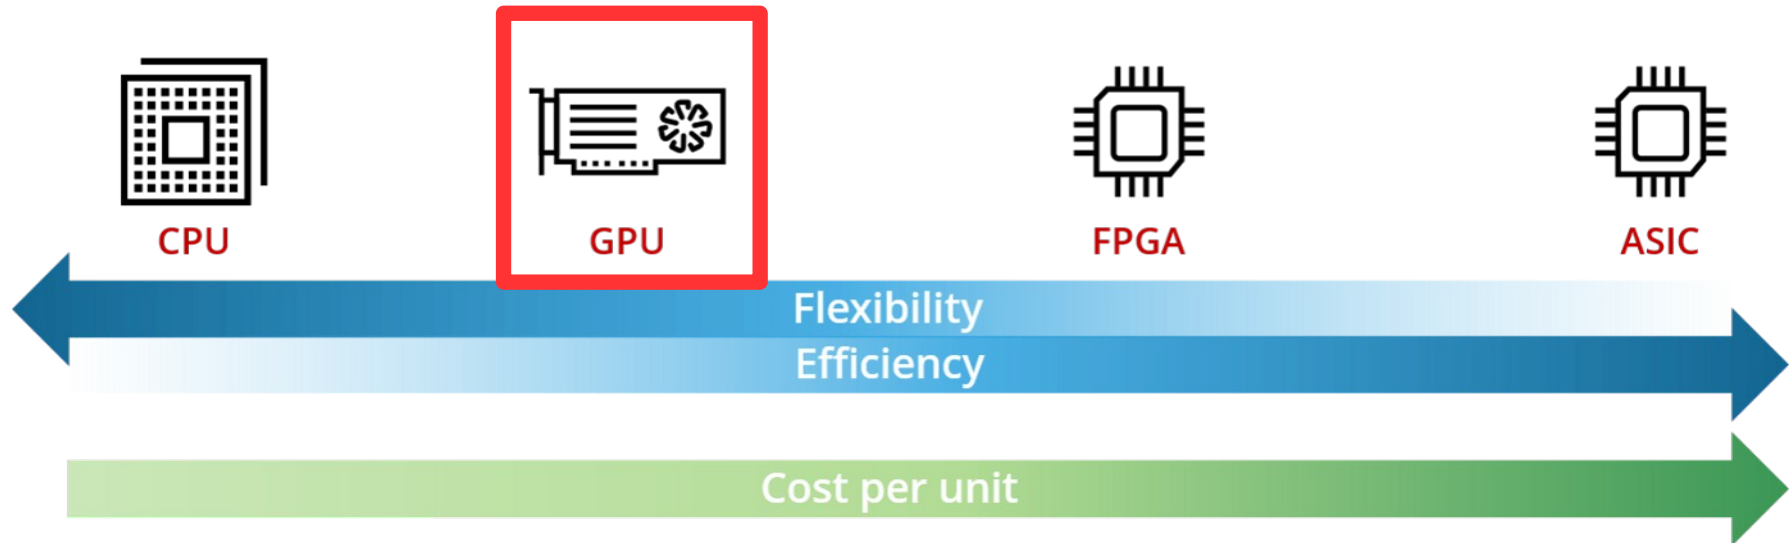 CPU
GPU
FPGA
ASIC
Flexibility
Efficiency
Cost per unit